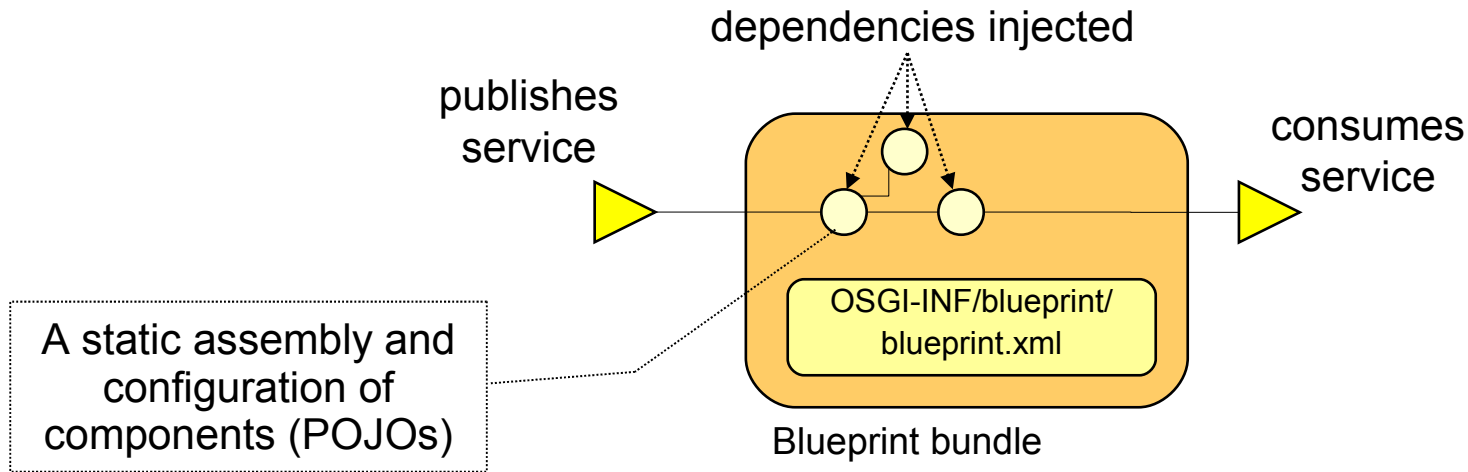 dependencies injected
publishes
service
consumes
service
OSGI-INF/blueprint/
blueprint.xml
A static assembly and
configuration of
components (POJOs)
Blueprint bundle